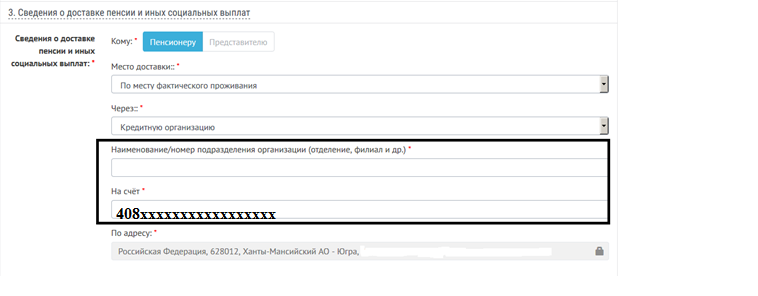 3. Сведения о доставке пенсии и иных социальных выплат
Сведения о доставке
пенсии и иных
социальных выплат: *
Кому: * Пенсионеру Представителю
Место доставки:: *
По месту фактического проживания
Через:: *
Кредитную организацию
Наименование/номер подразделения организации (отделение, филиал и др.) *
На счёт *
408xxxxxxxxxxxxxxxxx
По адресу: *
Российская Федерация, 628012, Ханты-Мансийский АО - Югра,